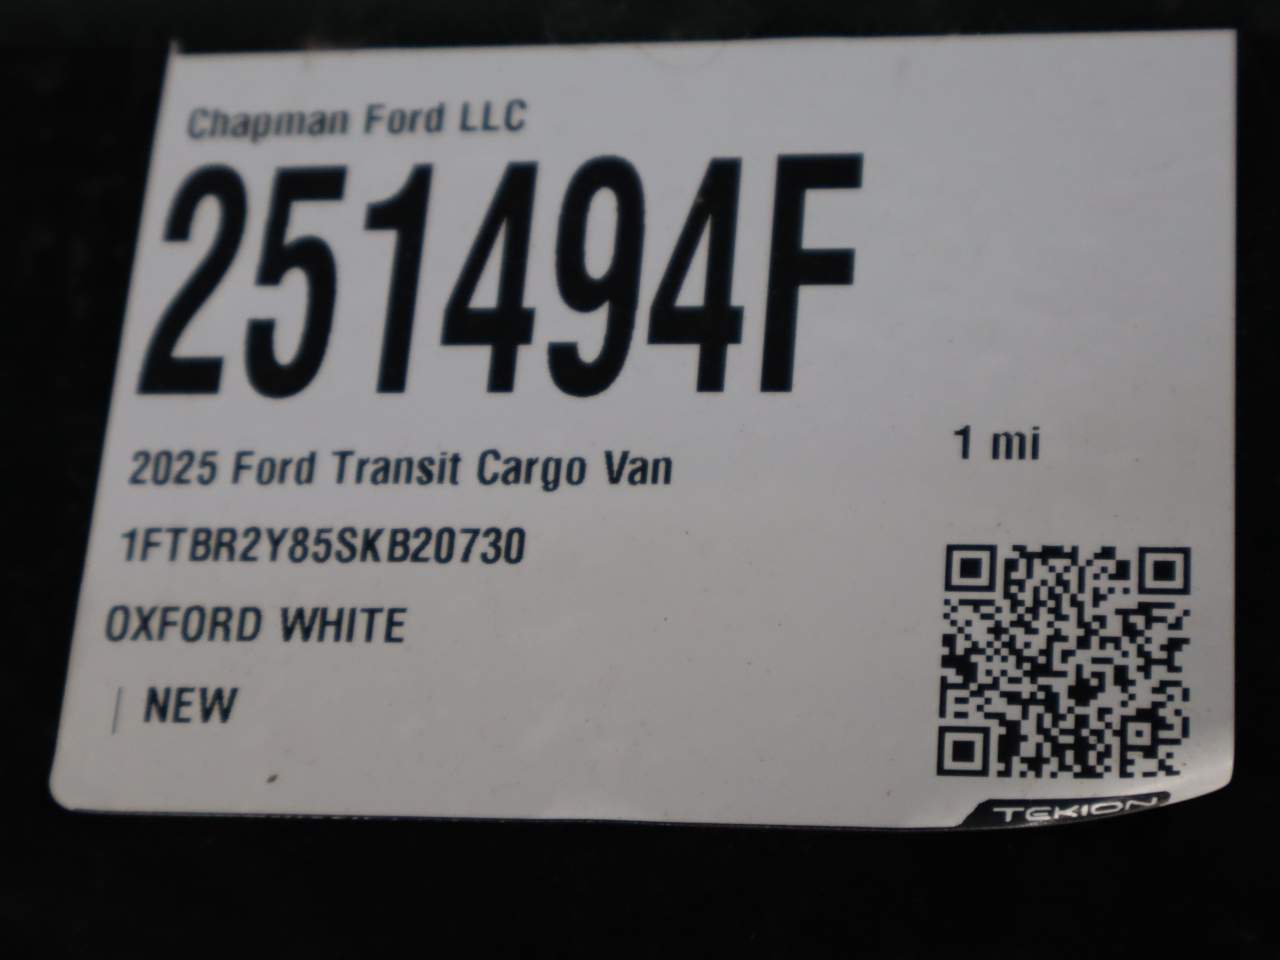 Chapman Ford LLC
251494F
2025 Ford Transit Cargo Van
1 mi
1FTBR2Y85SKB20730
OXFORD WHITE
| NEW
TEKION